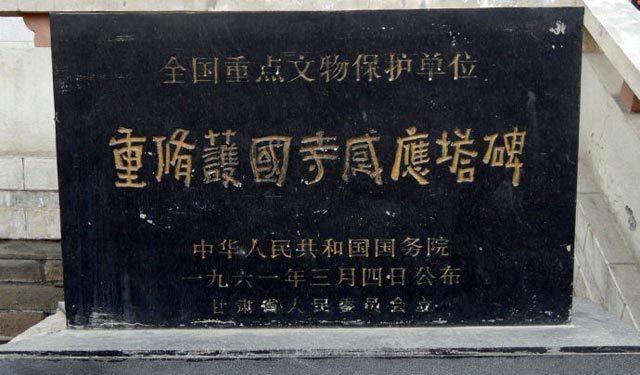 全国重点文物保护单位
重脩護國寺感應塔碑
中华人民共和国国务院
一九六一年三月四日公布
甘肃省人民委员会立